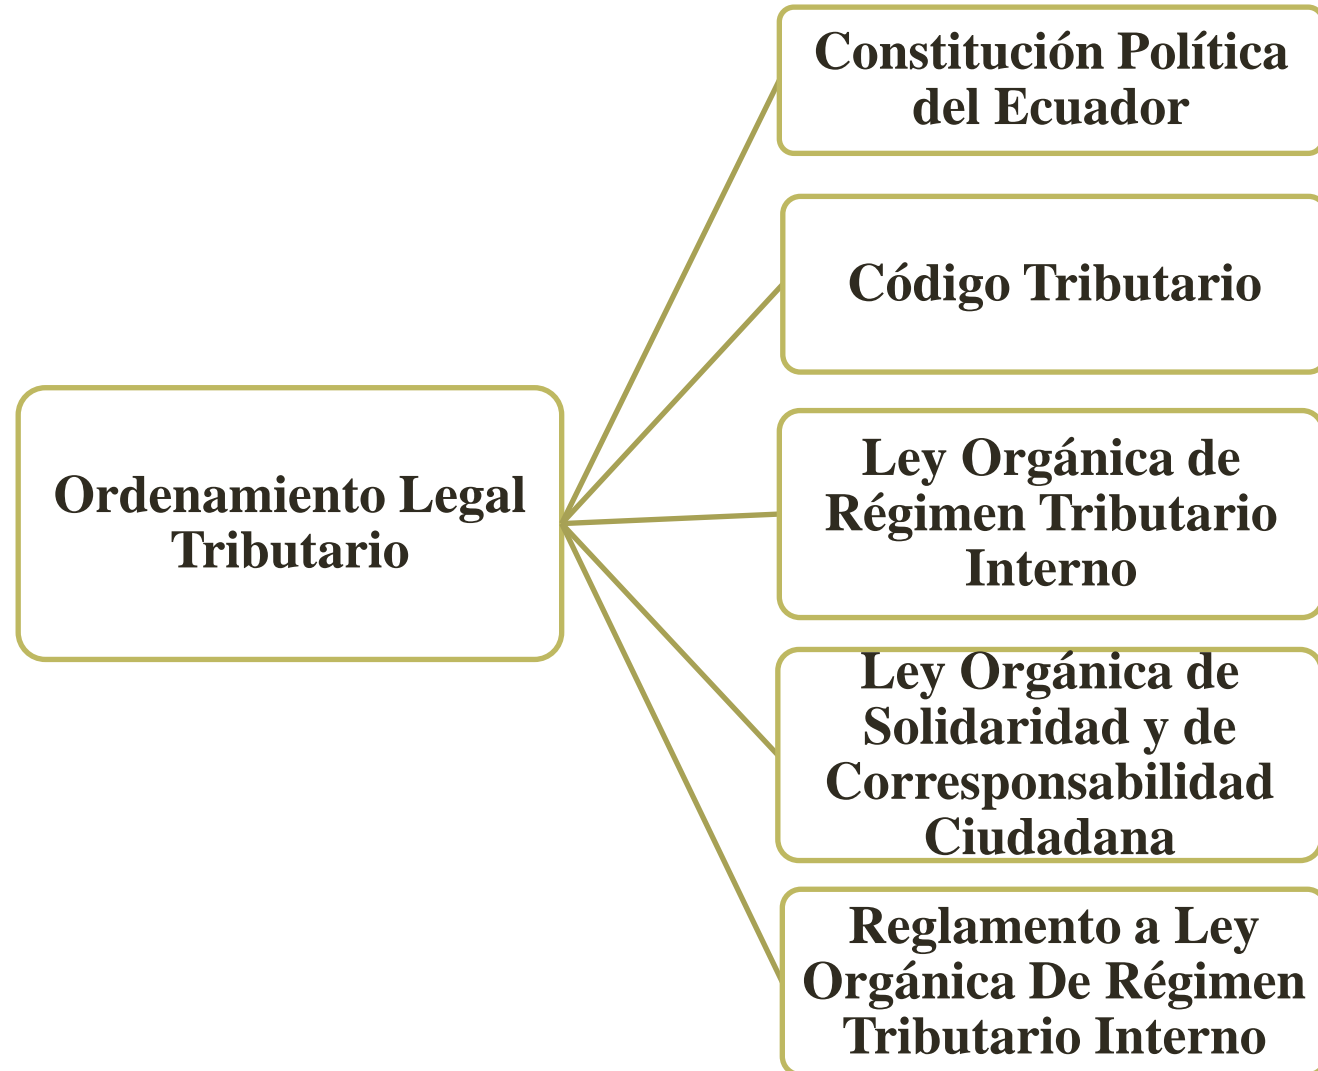 Ordenamiento Legal
Tributario
Constitución Política
del Ecuador
Código Tributario
Ley Orgánica de
Régimen Tributario
Interno
Ley Orgánica de
Solidaridad y de
Corresponsabilidad
Ciudadana
Reglamento a Ley
Orgánica De Régimen
Tributario Interno